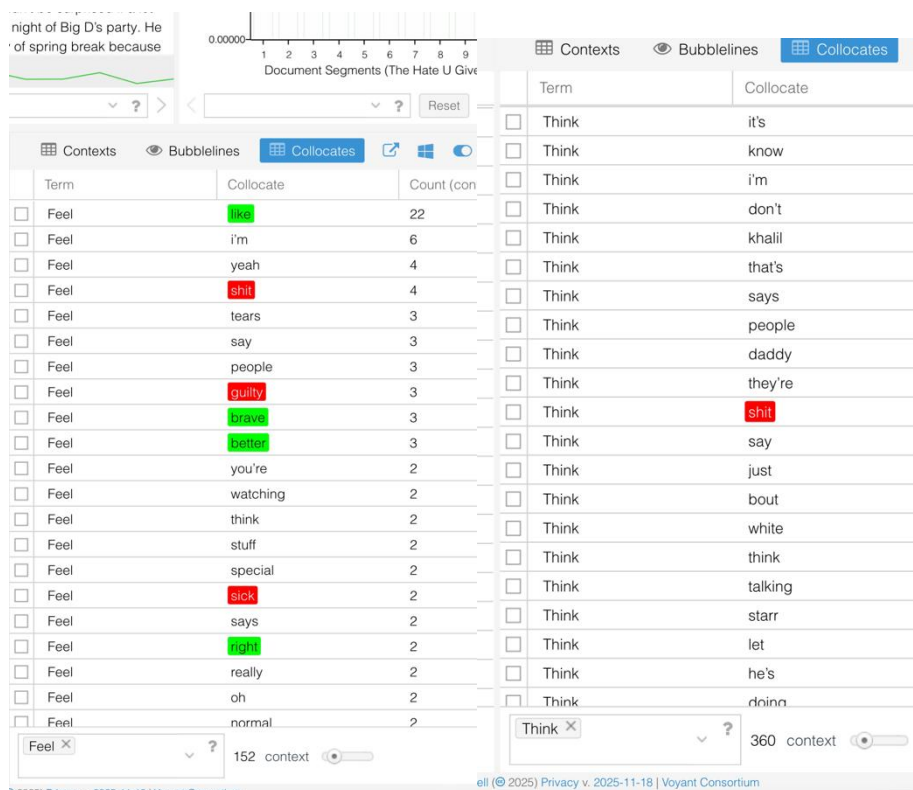 night of Big D's party. He
of spring break because
0.00000
1 2 3 4 5 6 7 8 9
Document Segments (The Hate U Give
?
?
Reset
Contexts Bubblelines Collocates
Term Collocate Count (con
Feel like 22
Feel i'm 6
Feel yeah 4
Feel shit 4
Feel tears 3
Feel say 3
Feel people 3
Feel guilty 3
Feel brave 3
Feel better 3
Feel you're 2
Feel watching 2
Feel think 2
Feel stuff 2
Feel special 2
Feel sick 2
Feel says 2
Feel right 2
Feel really 2
Feel oh 2
Feel normal 2
Feel × ? 152 context
Contexts Bubblelines Collocates
Term Collocate
Think it's
Think know
Think i'm
Think don't
Think khalil
Think that's
Think says
Think people
Think daddy
Think they're
Think shit
Think say
Think just
Think bout
Think white
Think think
Think talking
Think starr
Think let
Think he's
Think doing
Think × ? 360 context
ell (2025) Privacy v. 2025-11-18 | Voyant Consortium